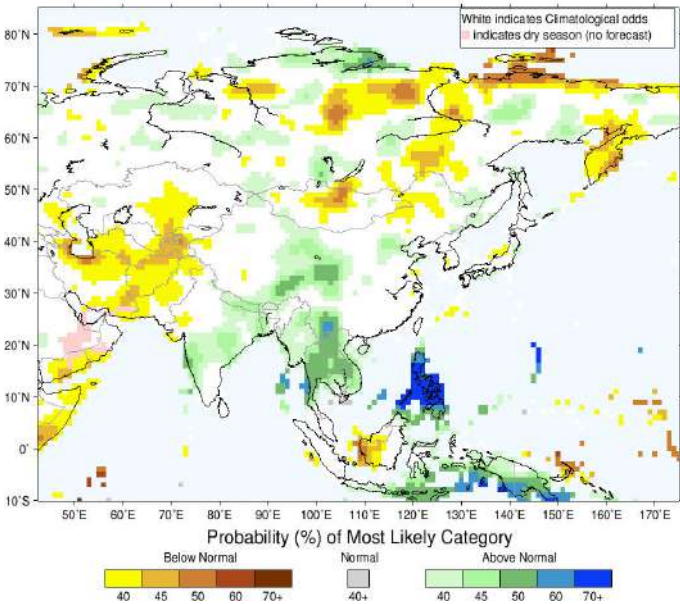 White indicates Climatological odds
indicates dry season (no forecast)
80°N
70°N
60°N
50°N
40°N
30°N
20°N
10°N
0°
10°S
50°E 60°E 70°E 80°E 90°E 100°E 110°E 120°E 130°E 140°E 150°E 160°E 170°E
Probability (%) of Most Likely Category
Below Normal Normal Above Normal
40 45 50 60 70+ 40+ 40 45 50 60 70+